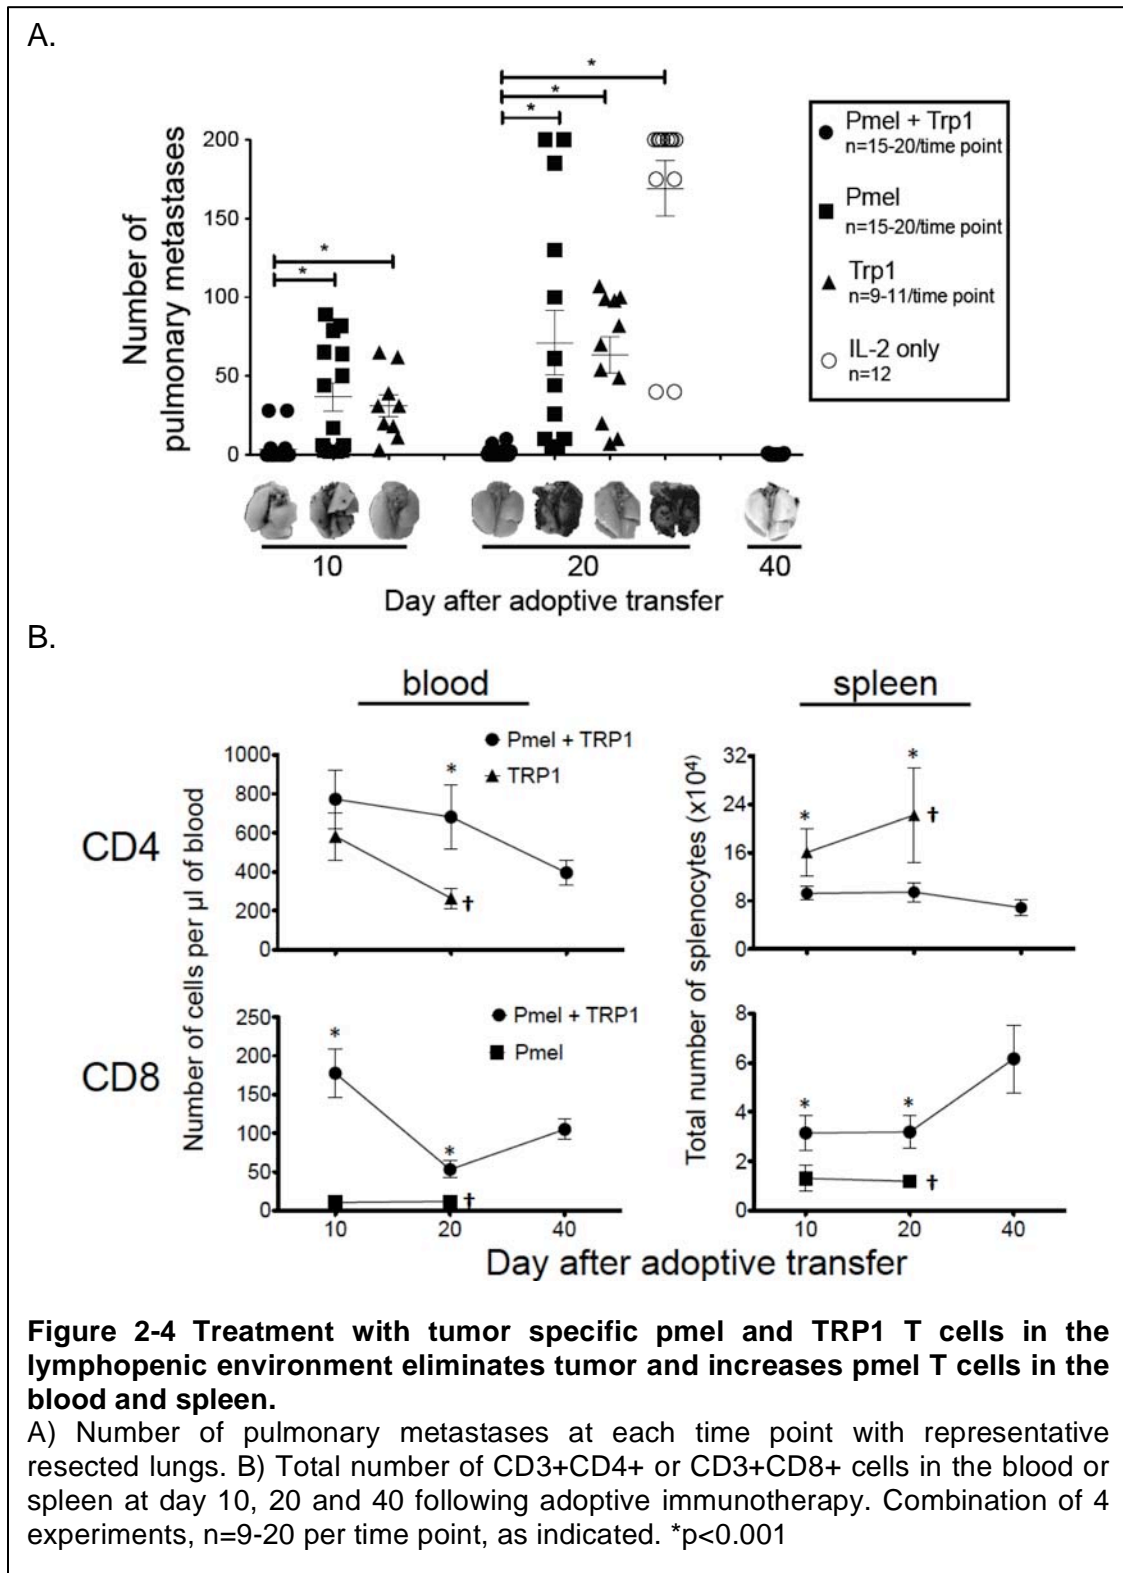 A.
Number of
pulmonary metastases
200
150
100
50
0
*
*
*
*
*
Pmel + Trp1
n=15-20/time point
Pmel
n=15-20/time point
Trp1
n=9-11/time point
IL-2 only
n=12
10
20
40
Day after adoptive transfer
B.
blood
spleen
CD4
CD8
Number of cells per µl of blood
Total number of splenocytes (x10⁴)
1000
800
600
400
200
0
*
†
Pmel + TRP1
TRP1
32
24
16
8
0
*
*
†
250
200
150
100
50
0
*
*
†
Pmel + TRP1
Pmel
10
20
40
8
6
4
2
0
*
*
†
10
20
40
Day after adoptive transfer
Figure 2-4 Treatment with tumor specific pmel and TRP1 T cells in the
lymphopenic environment eliminates tumor and increases pmel T cells in the
blood and spleen.
A) Number of pulmonary metastases at each time point with representative
resected lungs. B) Total number of CD3+CD4+ or CD3+CD8+ cells in the blood or
spleen at day 10, 20 and 40 following adoptive immunotherapy. Combination of 4
experiments, n=9-20 per time point, as indicated. *p<0.001